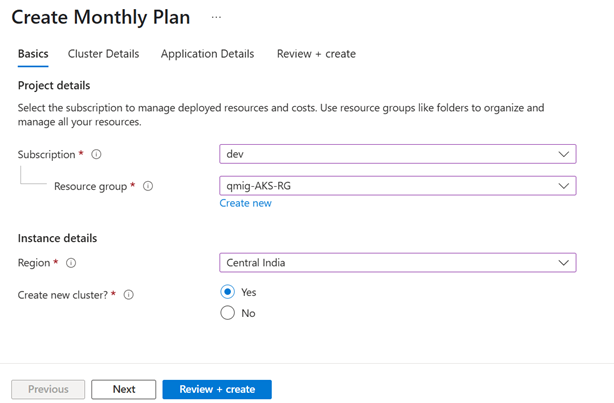 Create Monthly Plan ...
Basics Cluster Details Application Details Review + create
Project details
Select the subscription to manage deployed resources and costs. Use resource groups like folders to organize and
manage all your resources.
Subscription * dev
Resource group * qmig-AKS-RG
Create new
Instance details
Region * Central India
Create new cluster? * Yes
No
Previous Next Review + create